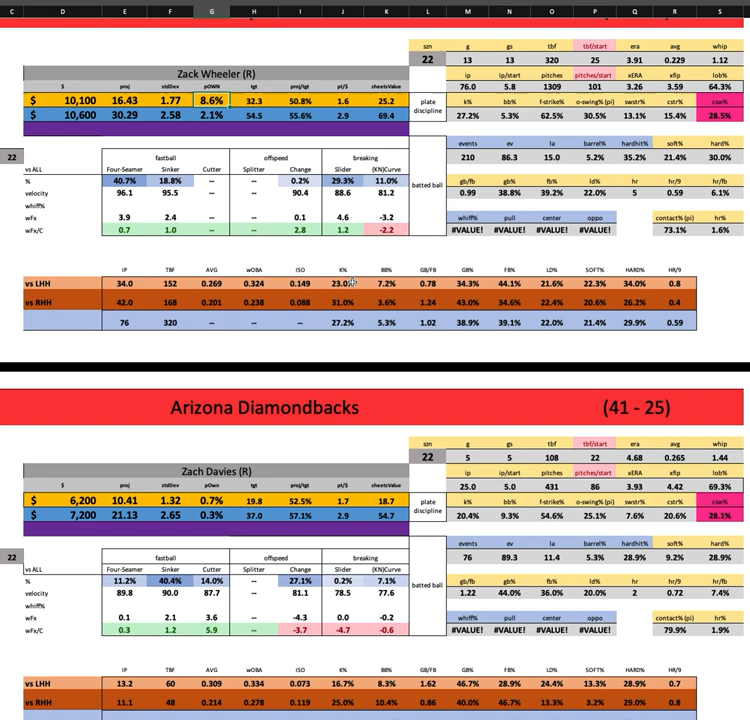 C D E F G H I J K L M N O P Q R S
szn g gs tbf tbf/start era avg whip
22 13 13 320 25 3.91 0.229 1.12
Zack Wheeler (R) ip ip/start pitches pitches/start xERA xfip lob%
76.0 5.8 1309 101 3.26 3.59 64.3%
$ proj stdDev pOWN tgt proj/tgt pt/$ sheetsValue
$ 10,100 16.43 1.77 8.6% 32.3 50.8% 1.6 25.2 plate discipline k% bb% f-strike% o-swing% (pi) swstr% cstr% csw%
$ 10,600 30.29 2.58 2.1% 54.5 55.6% 2.9 69.4 27.2% 5.3% 62.5% 30.5% 13.1% 15.4% 28.5%
events ev la barrel% hardhit% soft% hard%
22 fastball offspeed breaking 210 86.3 15.0 5.2% 35.2% 21.4% 30.0%
vs ALL Four-Seamer Sinker Cutter Splitter Change Slider (KN)Curve
% 40.7% 18.8% -- -- 0.2% 29.3% 11.0% batted ball gb/fb gb% fb% ld% hr hr/9 hr/fb
velocity 96.1 95.5 -- -- 90.4 88.6 81.2 0.99 38.8% 39.2% 22.0% 5 0.59 6.1%
whiff%
wFx 3.9 2.4 -- -- 0.1 4.6 -3.2 whiff% pull center oppo contact% (pi) hr%
wFx/C 0.7 1.0 -- -- 2.8 1.2 -2.2 #VALUE! #VALUE! #VALUE! #VALUE! 73.1% 1.6%
IP TBF AVG wOBA ISO K% BB% GB/FB GB% FB% LD% SOFT% HARD% HR/9
vs LHH 34.0 152 0.269 0.324 0.149 23.0% 7.2% 0.78 34.3% 44.1% 21.6% 22.3% 34.0% 0.8
vs RHH 42.0 168 0.201 0.238 0.088 31.0% 3.6% 1.24 43.0% 34.6% 22.4% 20.6% 26.2% 0.4
76 320 -- -- -- 27.2% 5.3% 1.02 38.9% 39.1% 22.0% 21.4% 29.9% 0.59
Arizona Diamondbacks (41 - 25)
szn g gs tbf tbf/start era avg whip
22 5 5 108 22 4.68 0.265 1.44
Zach Davies (R) ip ip/start pitches pitches/start xERA xfip lob%
25.0 5.0 431 86 3.93 4.42 69.3%
$ proj stdDev pOwn tgt proj/tgt pt/$ sheetsValue
$ 6,200 10.41 1.32 0.7% 19.8 52.5% 1.7 18.7 plate discipline k% bb% f-strike% o-swing% (pi) swstr% cstr% csw%
$ 7,200 21.13 2.65 0.3% 37.0 57.1% 2.9 54.7 20.4% 9.3% 54.6% 25.1% 7.6% 20.6% 28.1%
events ev la barrel% hardhit% soft% hard%
22 fastball offspeed breaking 76 89.3 11.4 5.3% 28.9% 9.2% 28.9%
vs ALL Four-Seamer Sinker Cutter Splitter Change Slider (KN)Curve
% 11.2% 40.4% 14.0% -- 27.1% 0.2% 7.1% batted ball gb/fb gb% fb% ld% hr hr/9 hr/fb
velocity 89.8 90.0 87.7 -- 81.1 78.5 77.6 1.22 44.0% 36.0% 20.0% 2 0.72 7.4%
whiff%
wFx 0.1 2.1 3.6 -- -4.3 0.0 -0.2 whiff% pull center oppo contact% (pi) hr%
wFx/C 0.3 1.2 5.9 -- -3.7 -4.7 -0.6 #VALUE! #VALUE! #VALUE! #VALUE! 79.9% 1.9%
IP TBF AVG wOBA ISO K% BB% GB/FB GB% FB% LD% SOFT% HARD% HR/9
vs LHH 13.2 60 0.309 0.334 0.073 16.7% 8.3% 1.62 46.7% 28.9% 24.4% 13.3% 28.9% 0.7
vs RHH 11.1 48 0.214 0.278 0.119 25.0% 10.4% 0.86 40.0% 46.7% 13.3% 3.2% 29.0% 0.8